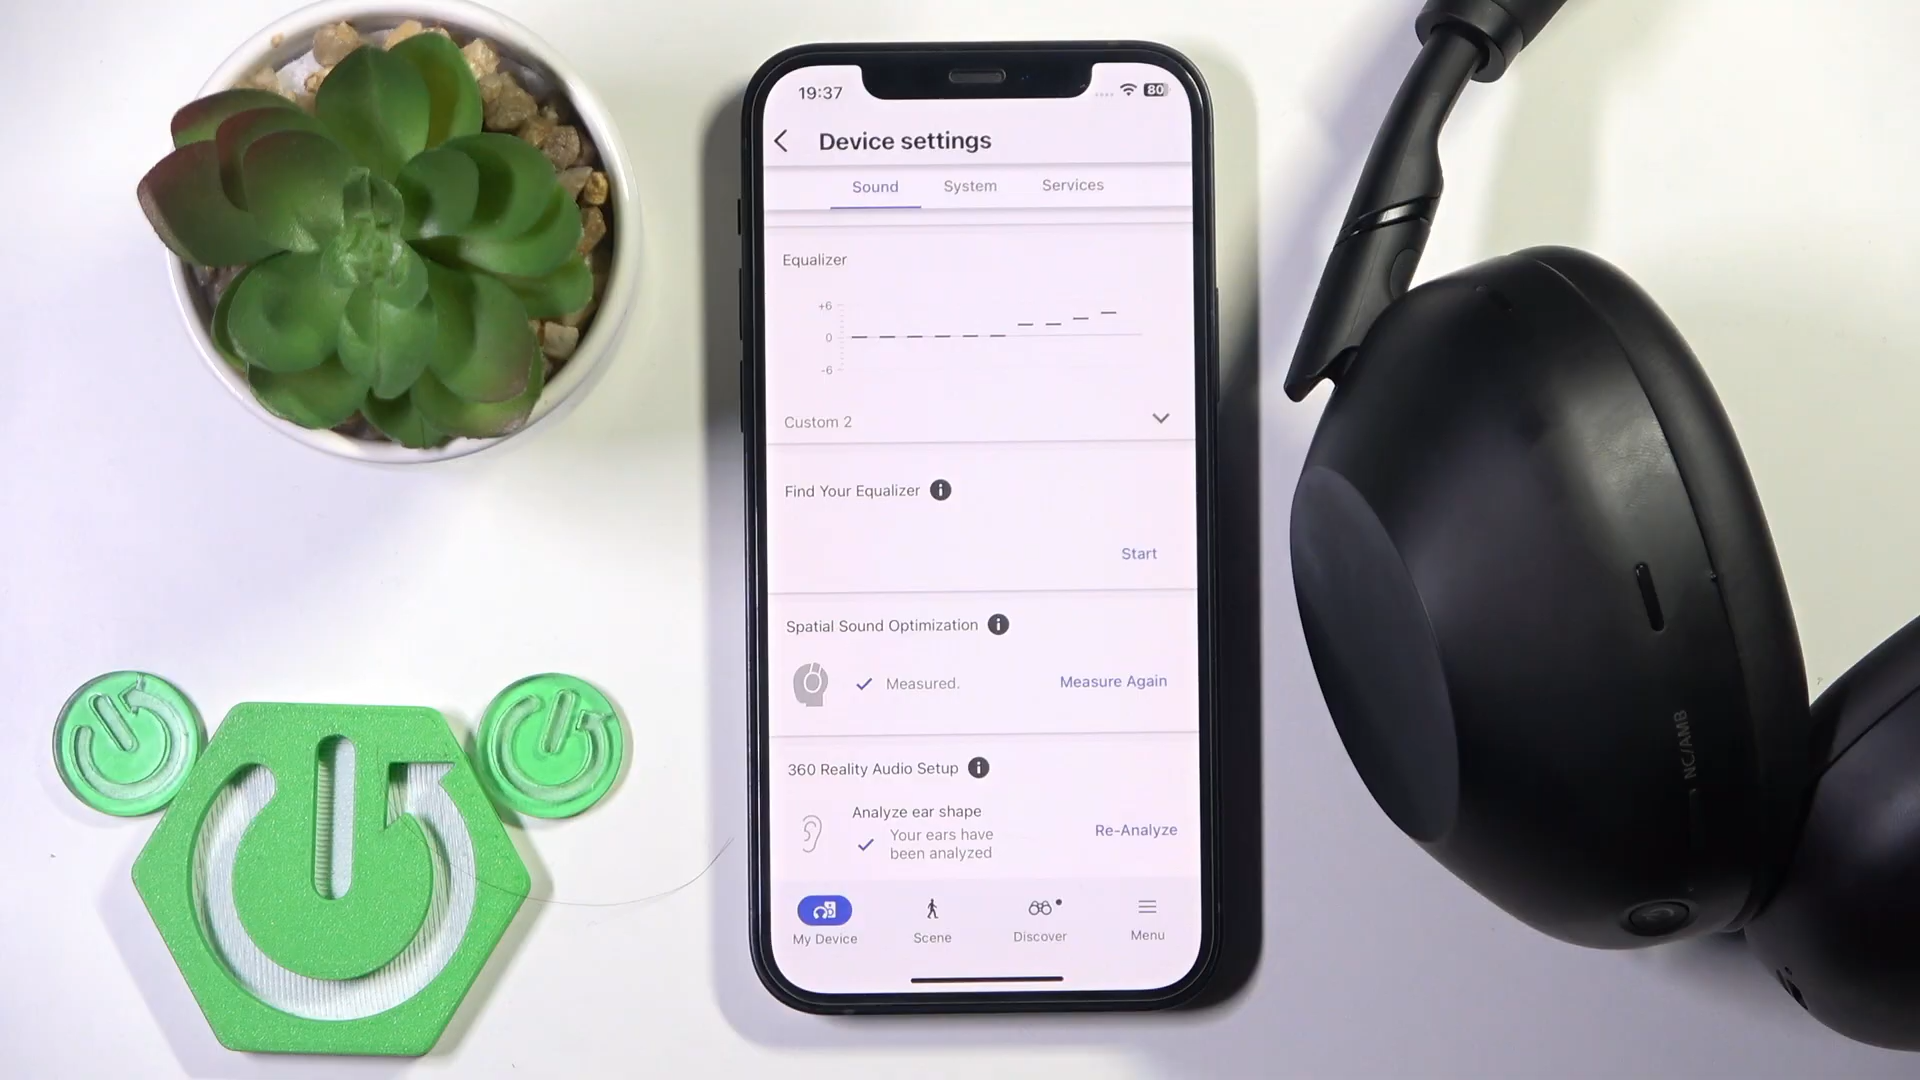 19:37
80
Device settings
Sound
System
Services
Equalizer
+6
0
-6
Custom 2
Find Your Equalizer
Start
Spatial Sound Optimization
Measured.
Measure Again
360 Reality Audio Setup
Analyze ear shape
Your ears have
been analyzed
Re-Analyze
My Device
Scene
Discover
Menu
NC/AMB